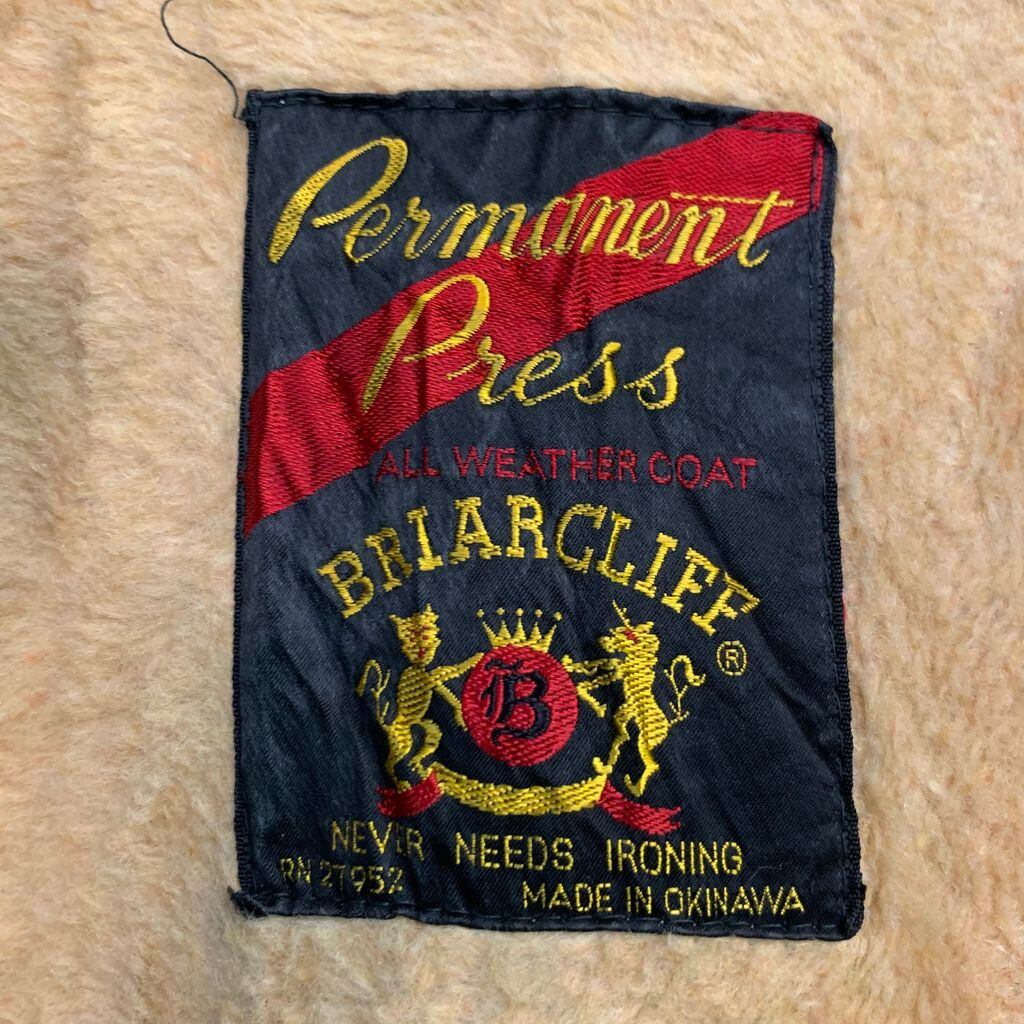 Permanent
Press
ALL WEATHER COAT
BRIARCLIFF
®
B
NEVER NEEDS IRONING
RN 27952
MADE IN OKINAWA